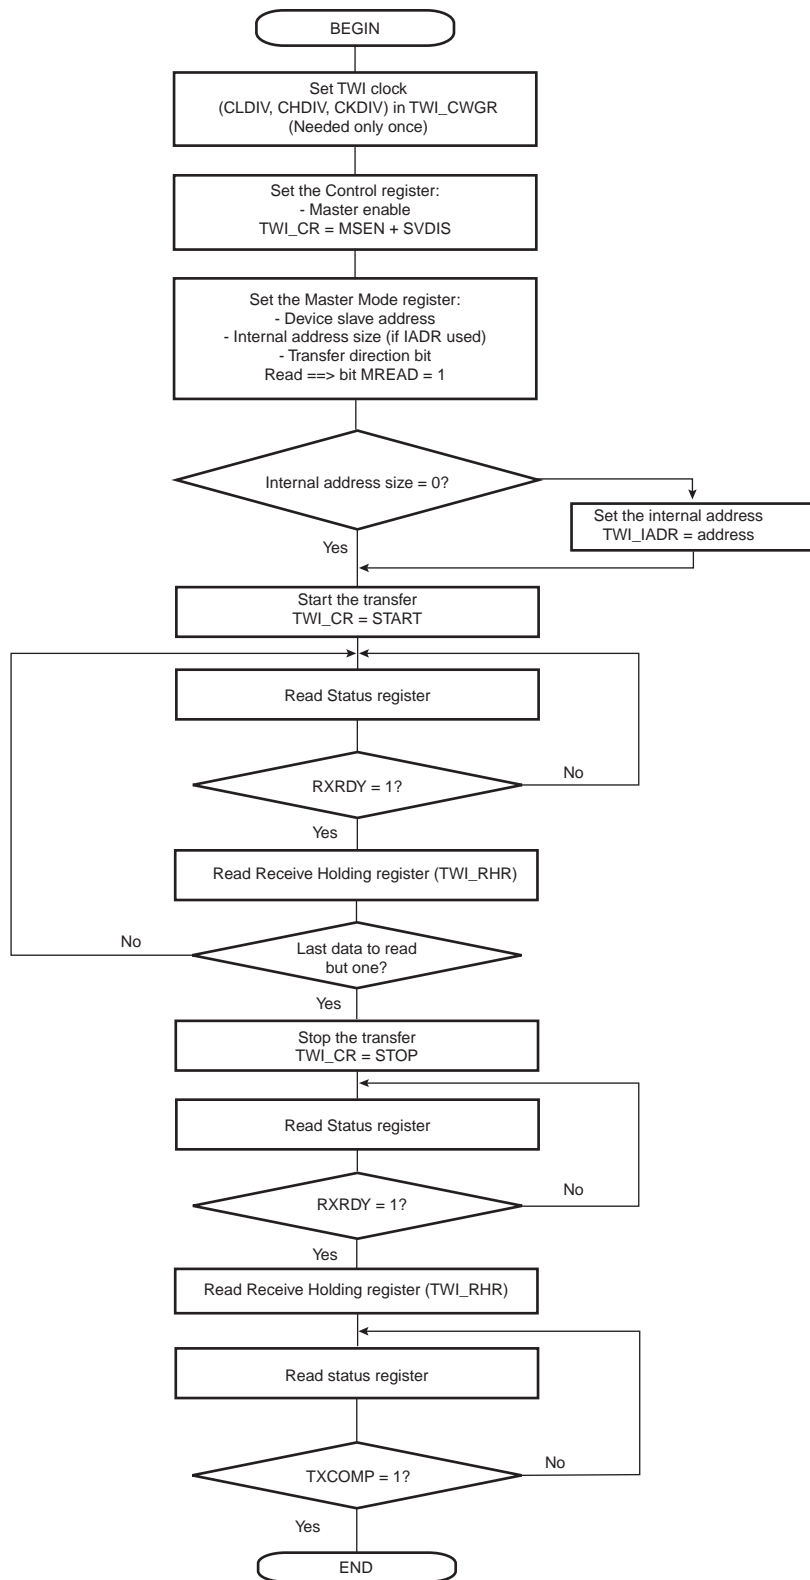 BEGIN
Set TWI clock
(CLDIV, CHDIV, CKDIV) in TWI_CWGR
(Needed only once)
Set the Control register:
- Master enable
TWI_CR = MSEN + SVDIS
Set the Master Mode register:
- Device slave address
- Internal address size (if IADR used)
- Transfer direction bit
Read ==> bit MREAD = 1
Internal address size = 0?
Set the internal address
TWI_IADR = address
Yes
Start the transfer
TWI_CR = START
Read Status register
RXRDY = 1?
No
Yes
Read Receive Holding register (TWI_RHR)
No
Last data to read
but one?
Yes
Stop the transfer
TWI_CR = STOP
Read Status register
RXRDY = 1?
No
Yes
Read Receive Holding register (TWI_RHR)
Read status register
TXCOMP = 1?
No
Yes
END